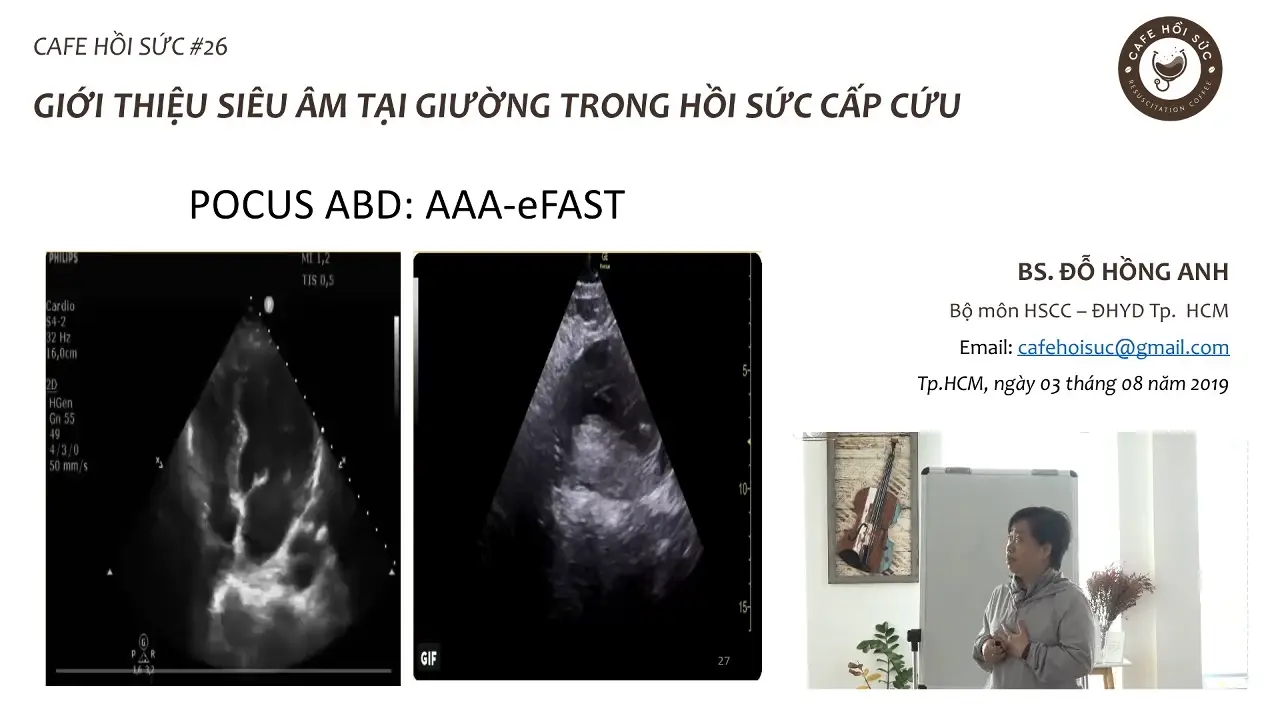 CAFE HỒI SỨC #26
CAFE HỒI SỨC
RESUSCITATION COFFEE
GIỚI THIỆU SIÊU ÂM TẠI GIƯỜNG TRONG HỒI SỨC CẤP CỨU
POCUS ABD: AAA-eFAST
PHILIPS
MI 1,2
TIS 0,5
Cardio
S4-2
32 Hz
16,0cm
2D
HGen
Gn 55
49
4/3/0
50 mm/s
P
G
P R
1,6 3,2
GE
5
10
15
GIF
27
BS. ĐỖ HỒNG ANH
Bộ môn HSCC – ĐHYD Tp. HCM
Email: cafehoisuc@gmail.com
Tp.HCM, ngày 03 tháng 08 năm 2019